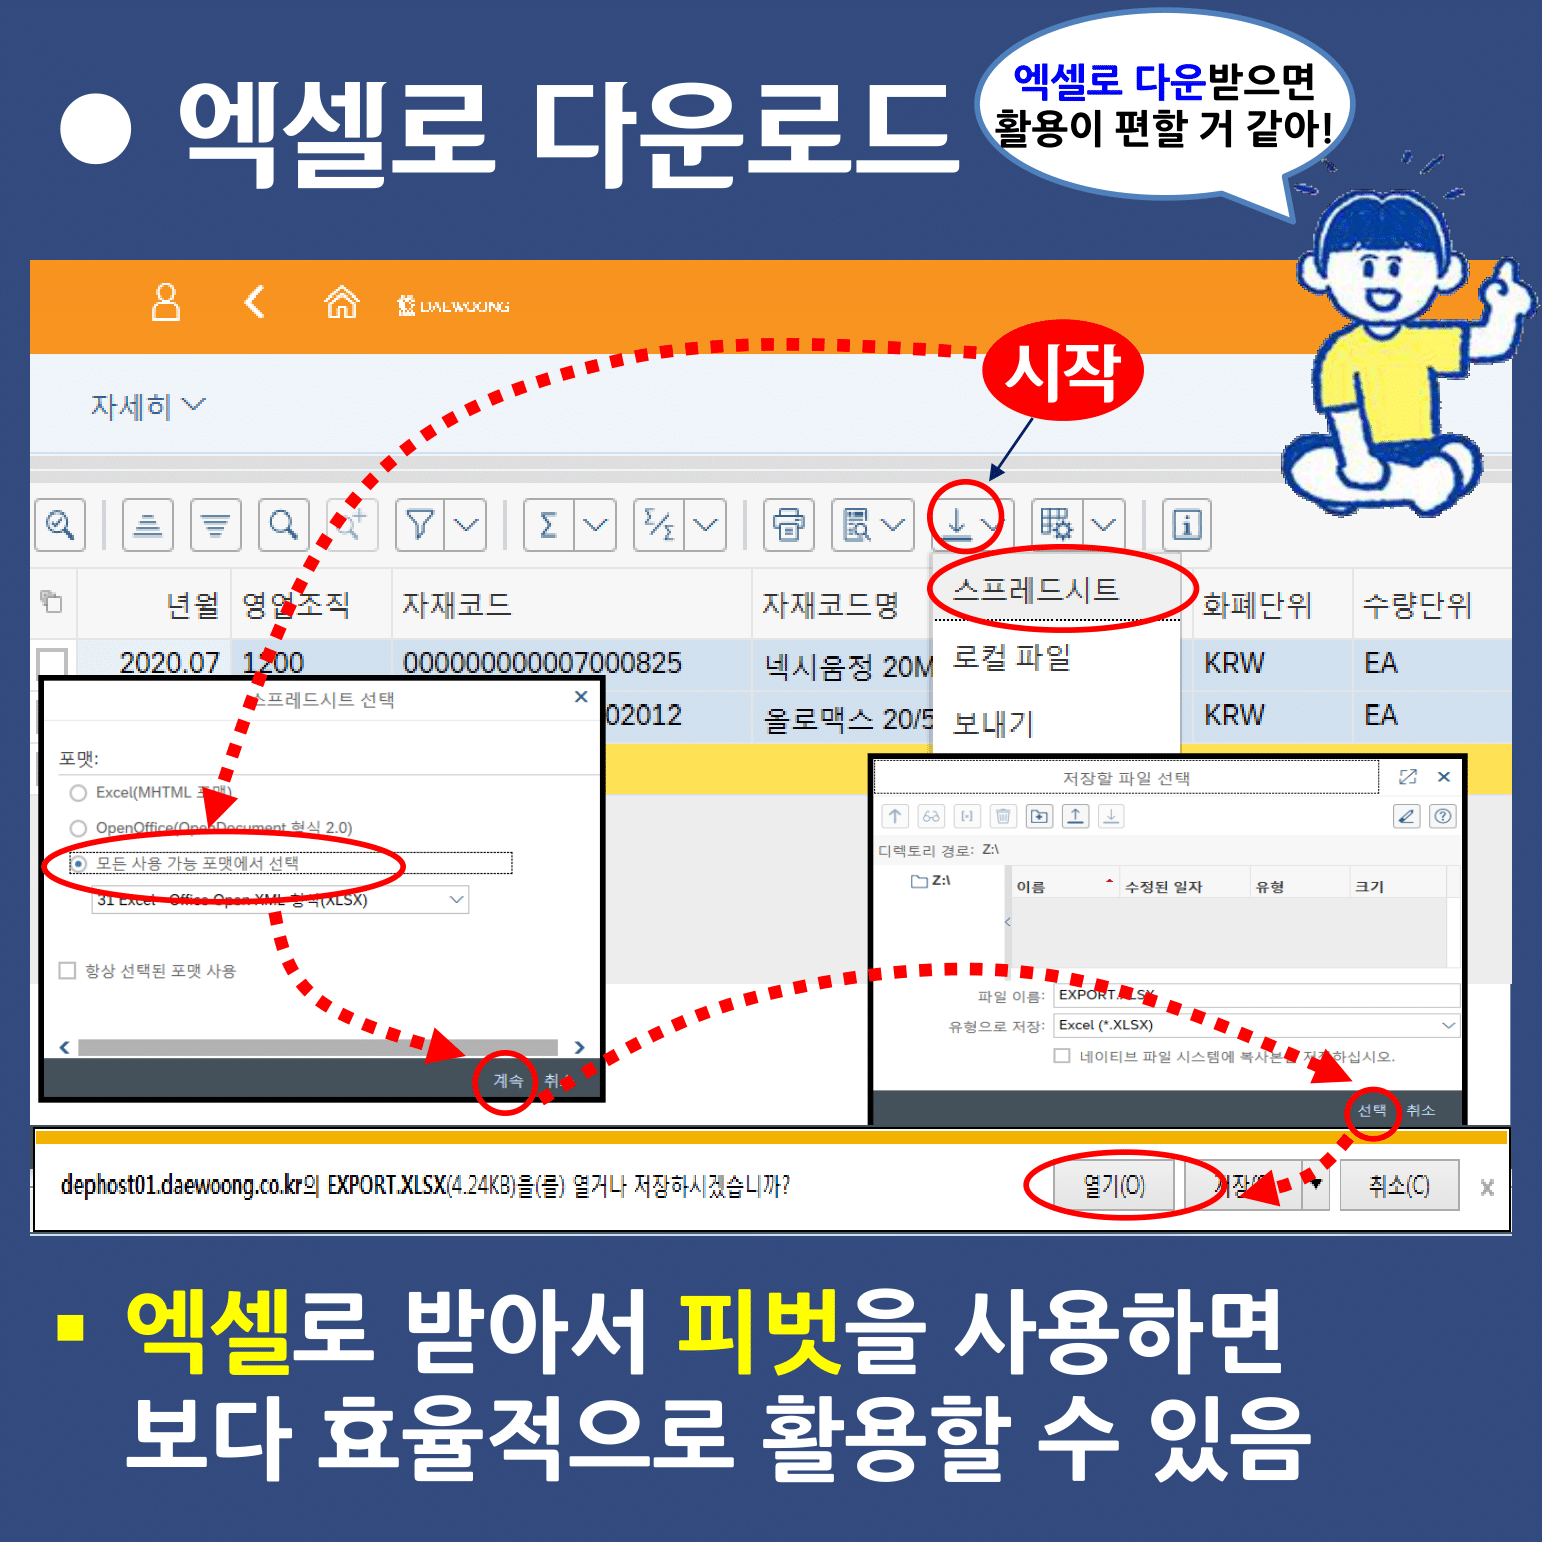 ● 엑셀로 다운로드
엑셀로 다운받으면
활용이 편할 거 같아!
DAEWOONG
시작
자세히
년월 영업조직 자재코드 자재코드명 화폐단위 수량단위
스프레드시트
로컬 파일
보내기
2020.07 1200 000000000007000825 넥시움정 20M KRW EA
02012 올로맥스 20/5 KRW EA
스프레드시트 선택
포맷:
Excel(MHTML 포맷)
OpenOffice(OpenDocument 형식 2.0)
모든 사용 가능 포맷에서 선택
31 Excel - Office Open XML 형식(XLSX)
항상 선택된 포맷 사용
계속 취소
저장할 파일 선택
디렉토리 경로: Z:\
Z:\
이름 수정된 일자 유형 크기
파일 이름: EXPORT.XLSX
유형으로 저장: Excel (*.XLSX)
네이티브 파일 시스템에 복사본을 저장하십시오.
선택 취소
dephost01.daewoong.co.kr의 EXPORT.XLSX(4.24KB)을(를) 열거나 저장하시겠습니까?
열기(O) 저장 취소(C) x
▪ 엑셀로 받아서 피벗을 사용하면
보다 효율적으로 활용할 수 있음